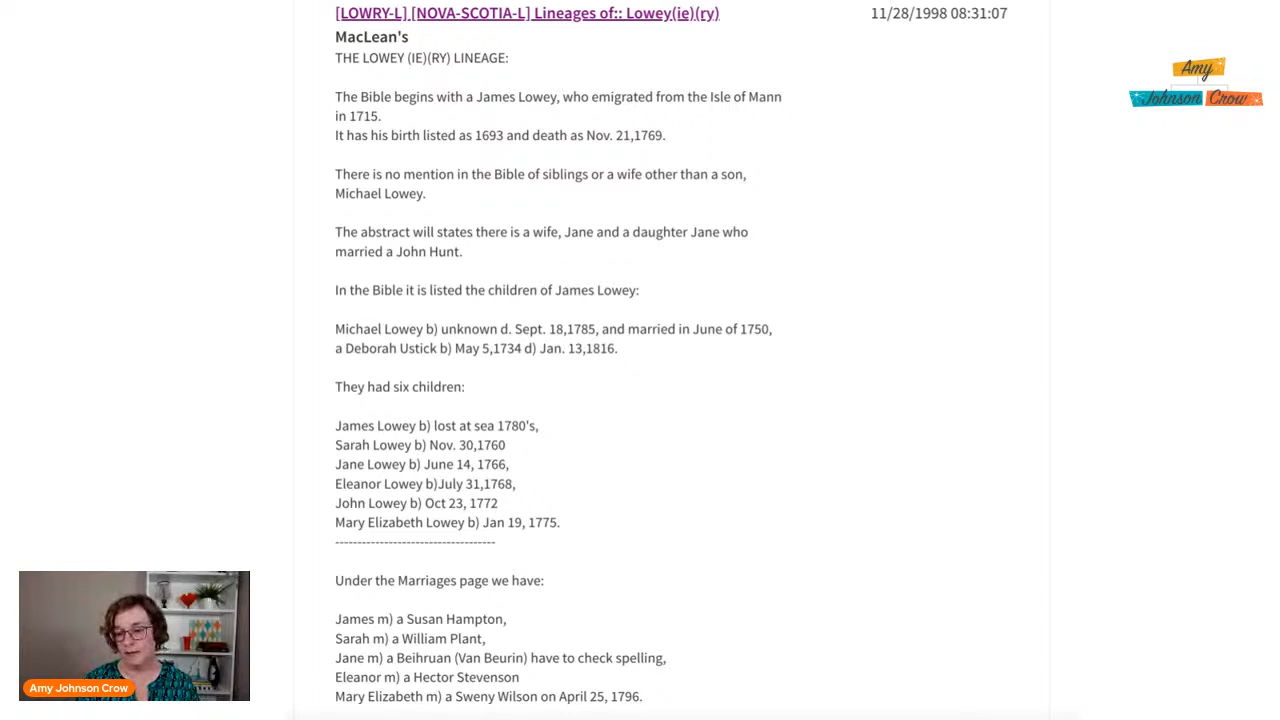 [LOWRY-L] [NOVA-SCOTIA-L] Lineages of:: Lowey(ie)(ry) 11/28/1998 08:31:07
MacLean's
THE LOWEY (IE)(RY) LINEAGE:
The Bible begins with a James Lowey, who emigrated from the Isle of Mann
in 1715.
It has his birth listed as 1693 and death as Nov. 21,1769.
There is no mention in the Bible of siblings or a wife other than a son,
Michael Lowey.
The abstract will states there is a wife, Jane and a daughter Jane who
married a John Hunt.
In the Bible it is listed the children of James Lowey:
Michael Lowey b) unknown d. Sept. 18,1785, and married in June of 1750,
a Deborah Ustick b) May 5,1734 d) Jan. 13,1816.
They had six children:
James Lowey b) lost at sea 1780's,
Sarah Lowey b) Nov. 30,1760
Jane Lowey b) June 14, 1766,
Eleanor Lowey b)July 31,1768,
John Lowey b) Oct 23, 1772
Mary Elizabeth Lowey b) Jan 19, 1775.
-----------------------------------
Under the Marriages page we have:
James m) a Susan Hampton,
Sarah m) a William Plant,
Jane m) a Beihruan (Van Beurin) have to check spelling,
Eleanor m) a Hector Stevenson
Mary Elizabeth m) a Sweny Wilson on April 25, 1796.
Amy
Johnson Crow
Amy Johnson Crow